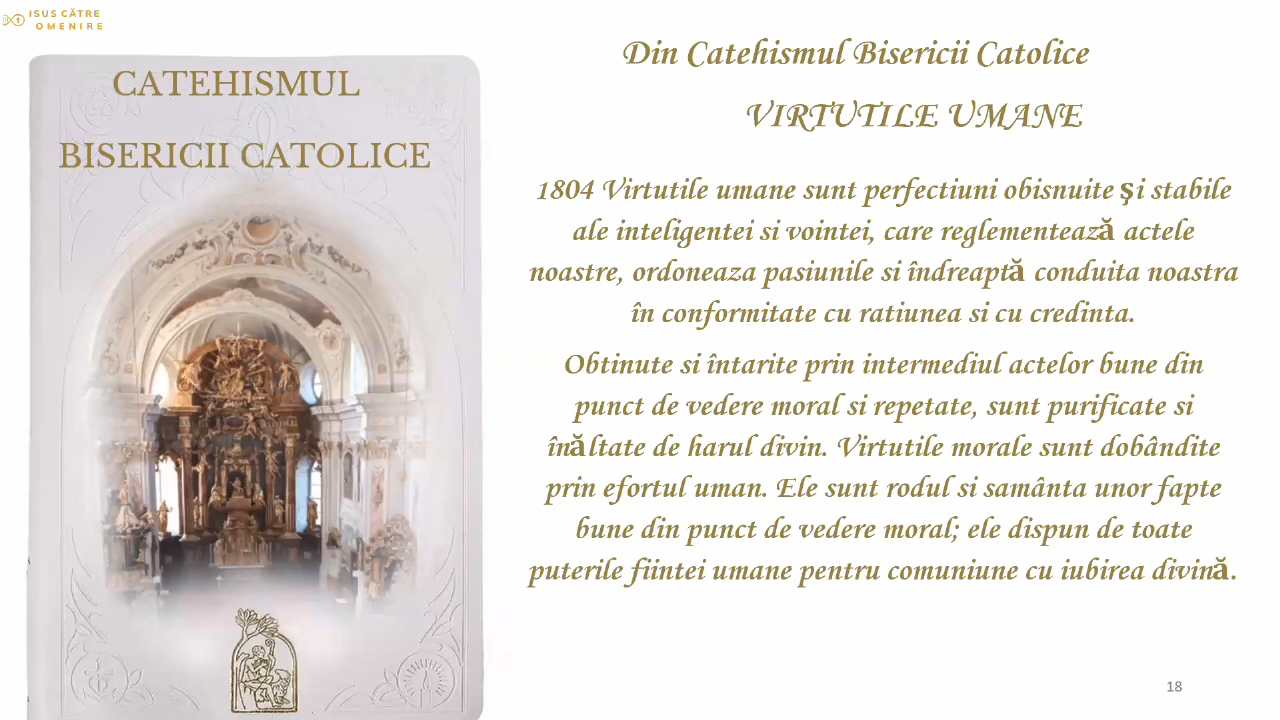 ISUS CĂTRE
OMENIRE
CATEHISMUL
BISERICII CATOLICE
Din Catehismul Bisericii Catolice
VIRTUTILE UMANE
1804 Virtutile umane sunt perfectiuni obisnuite şi stabile
ale inteligentei si vointei, care reglementează actele
noastre, ordoneaza pasiunile si îndreaptă conduita noastra
în conformitate cu ratiunea si cu credinta.
Obtinute si întarite prin intermediul actelor bune din
punct de vedere moral si repetate, sunt purificate si
înăltate de harul divin. Virtutile morale sunt dobândite
prin efortul uman. Ele sunt rodul si samânta unor fapte
bune din punct de vedere moral; ele dispun de toate
puterile fiintei umane pentru comuniune cu iubirea divină.
18